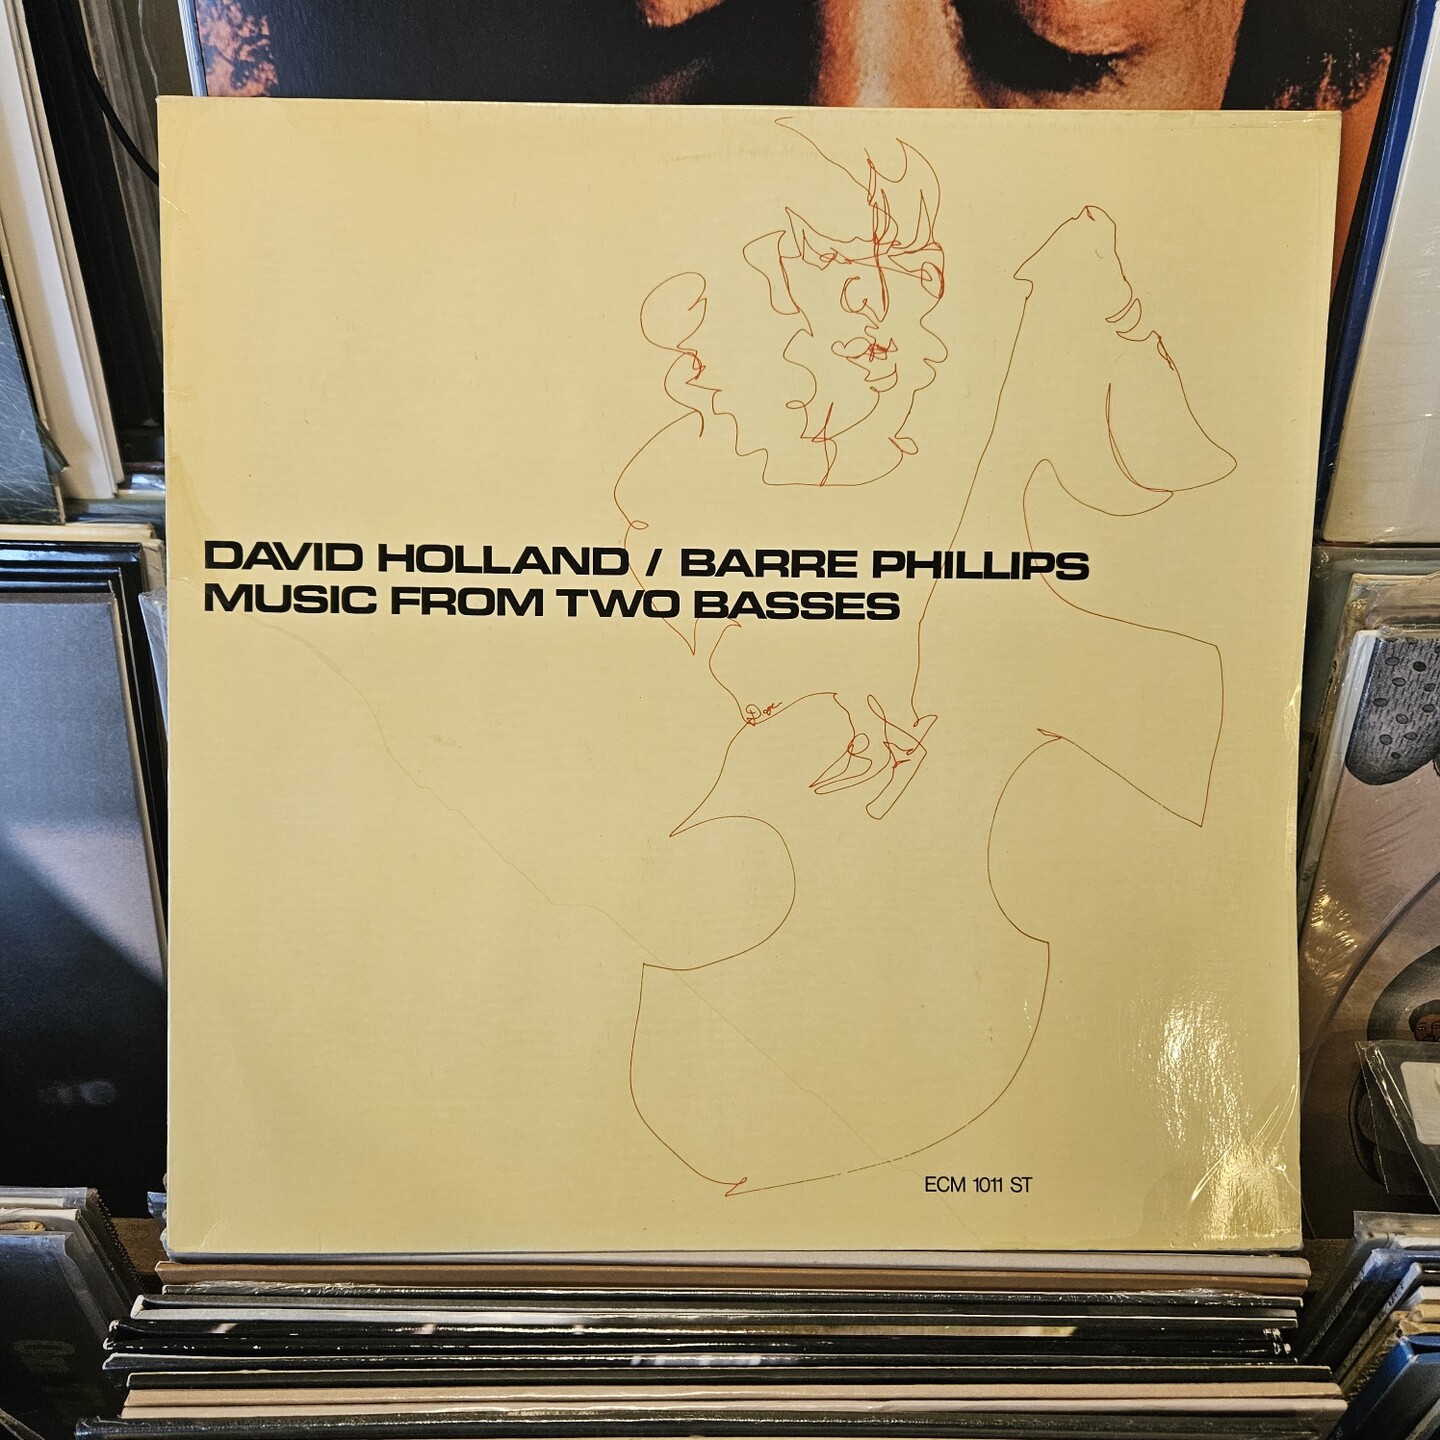 DAVID HOLLAND / BARRE PHILLIPS
MUSIC FROM TWO BASSES
ECM 1011 ST